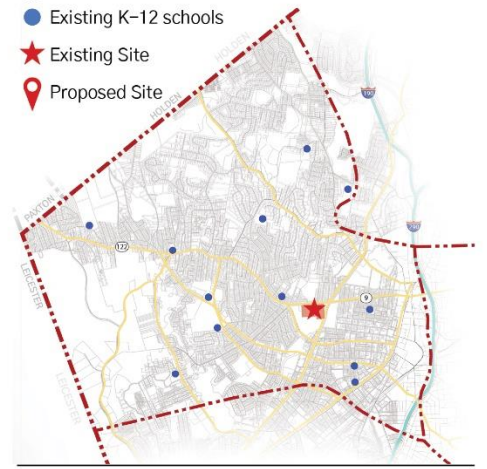 Existing K-12 schools
Existing Site
Proposed Site
HOLDEN
HOLDEN
190
PAXTON
LEICESTER
122
290
9
LEICESTER